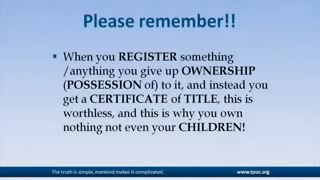 Please remember!!
▪ When you REGISTER something
/anything you give up OWNERSHIP
(POSSESSION of) to it, and instead you
get a CERTIFICATE of TITLE, this is
worthless, and this is why you own
nothing not even your CHILDREN!
The truth is simple, mankind makes it complicated.
www.tpuc.org